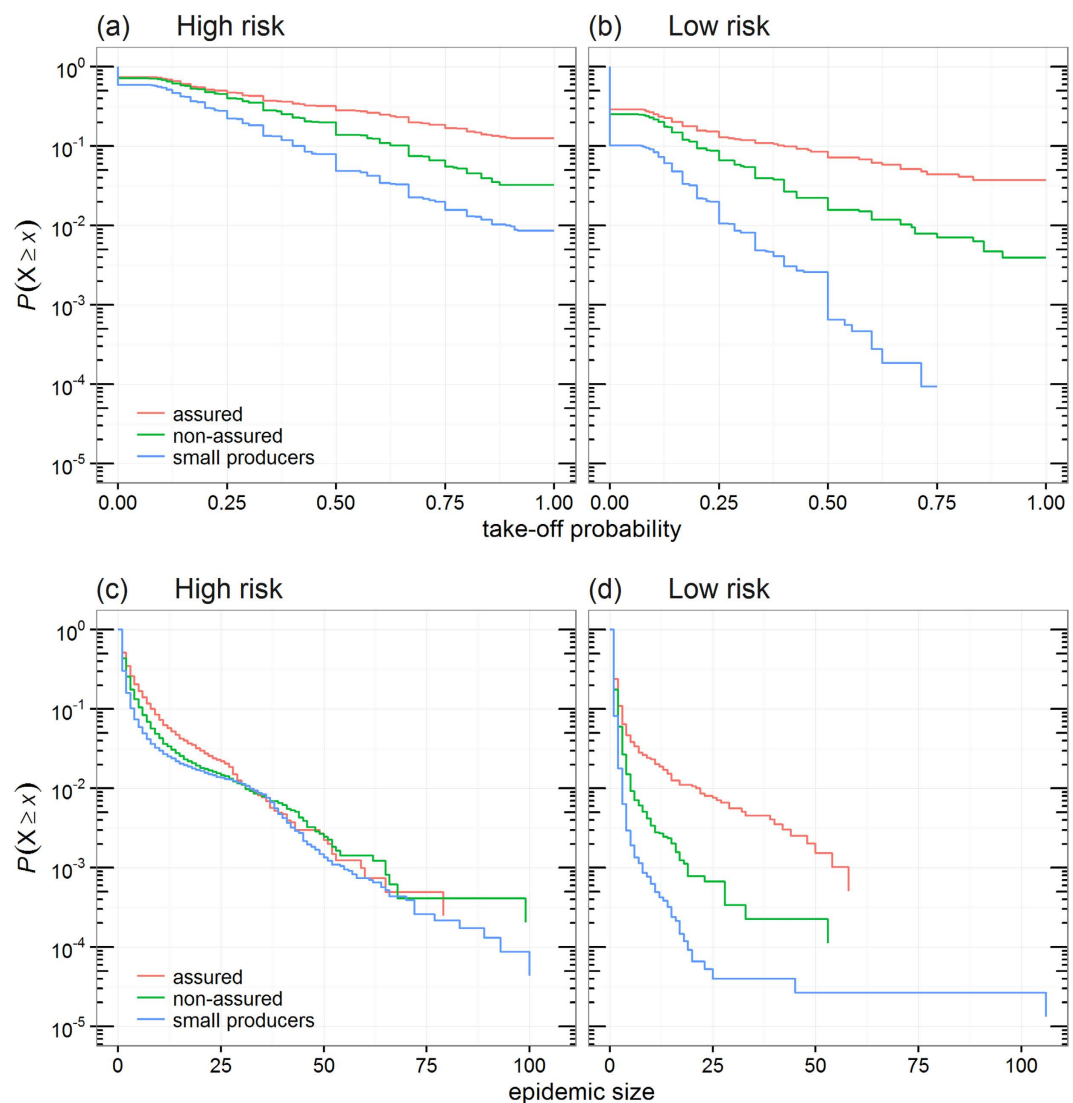 (a) High risk
(b) Low risk
P(X ≥ x)
10⁰
10⁻¹
10⁻²
10⁻³
10⁻⁴
10⁻⁵
assured
non-assured
small producers
0.00 0.25 0.50 0.75 1.00
0.00 0.25 0.50 0.75 1.00
take-off probability
(c) High risk
(d) Low risk
P(X ≥ x)
10⁰
10⁻¹
10⁻²
10⁻³
10⁻⁴
10⁻⁵
assured
non-assured
small producers
0 25 50 75 100
0 25 50 75 100
epidemic size